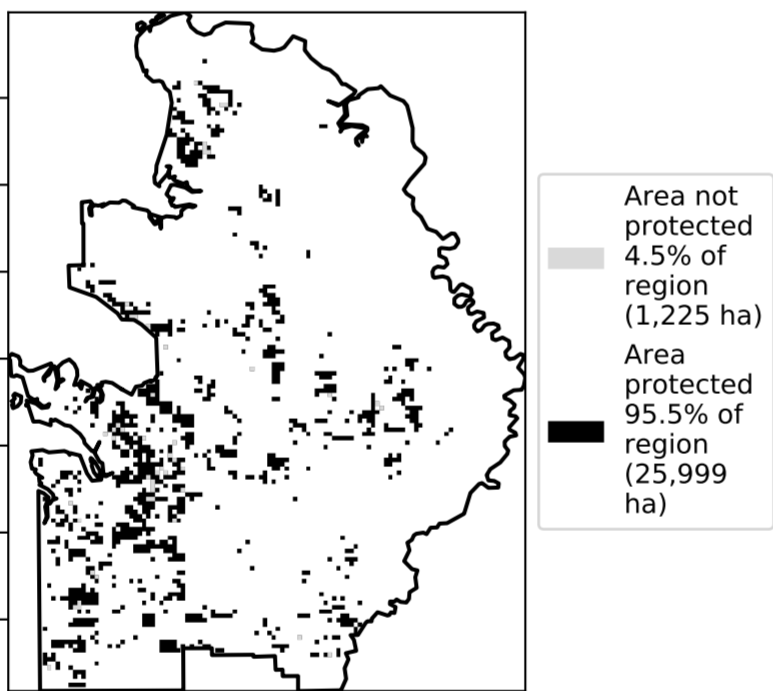 Area not
protected
4.5% of
region
(1,225 ha)
Area
protected
95.5% of
region
(25,999
ha)